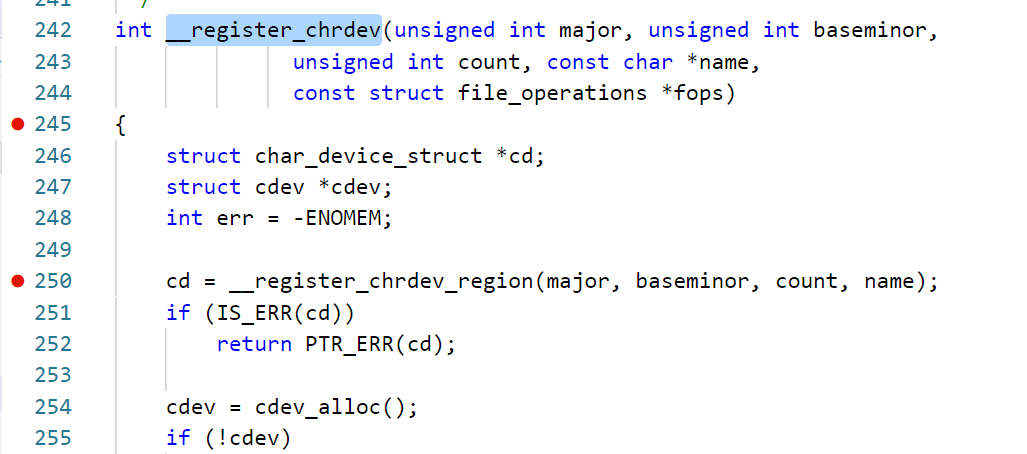 241 */
242 int __register_chrdev(unsigned int major, unsigned int baseminor,
243 unsigned int count, const char *name,
244 const struct file_operations *fops)
245 {
246 struct char_device_struct *cd;
247 struct cdev *cdev;
248 int err = -ENOMEM;
249
250 cd = __register_chrdev_region(major, baseminor, count, name);
251 if (IS_ERR(cd))
252 return PTR_ERR(cd);
253
254 cdev = cdev_alloc();
255 if (!cdev)